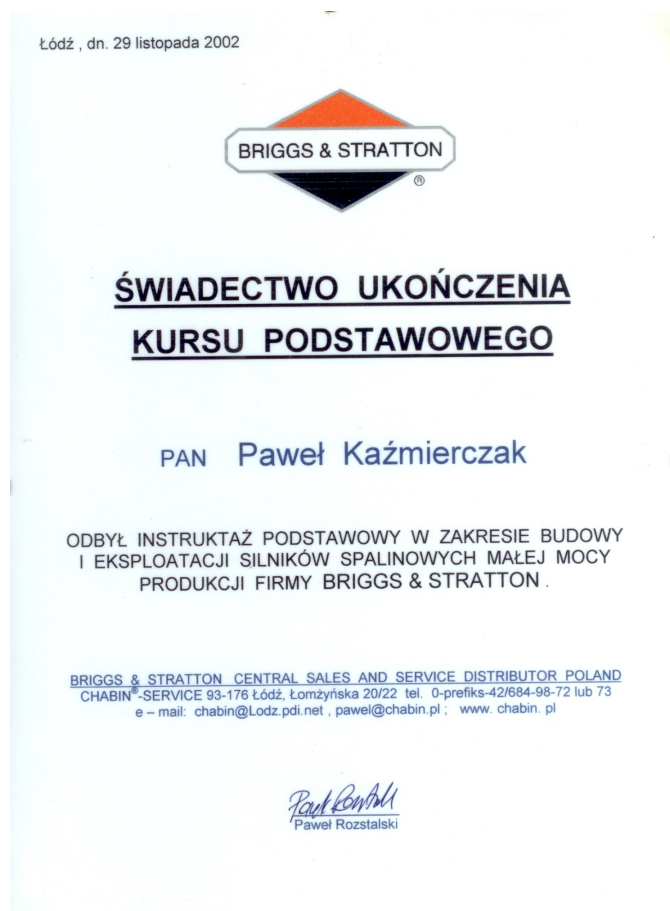 Łódź , dn. 29 listopada 2002
BRIGGS & STRATTON
®
ŚWIADECTWO UKOŃCZENIA
KURSU PODSTAWOWEGO
PAN Paweł Kaźmierczak
ODBYŁ INSTRUKTAŻ PODSTAWOWY W ZAKRESIE BUDOWY
I EKSPLOATACJI SILNIKÓW SPALINOWYCH MAŁEJ MOCY
PRODUKCJI FIRMY BRIGGS & STRATTON .
BRIGGS & STRATTON CENTRAL SALES AND SERVICE DISTRIBUTOR POLAND
CHABIN®-SERVICE 93-176 Łódź, Łomżyńska 20/22 tel. 0-prefiks-42/684-98-72 lub 73
e – mail: chabin@Lodz.pdi.net , pawel@chabin.pl ; www. chabin. pl
Paweł Rozstalski